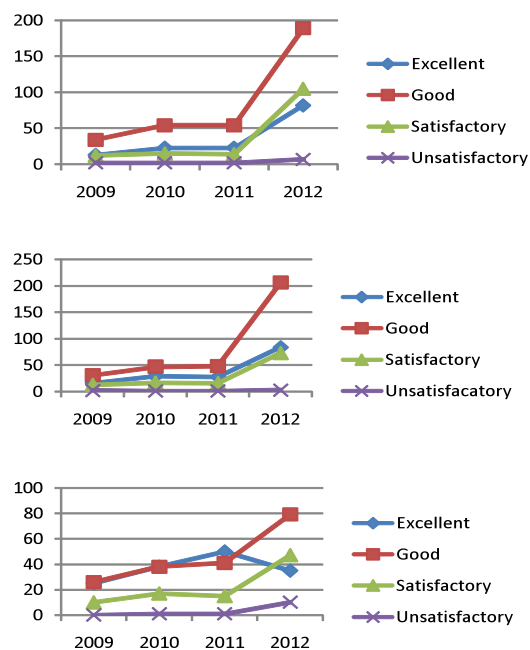 200
150
100
50
0
2009 2010 2011 2012
Excellent
Good
Satisfactory
Unsatisfactory
250
200
150
100
50
0
2009 2010 2011 2012
Excellent
Good
Satisfactory
Unsatisfacatory
100
80
60
40
20
0
2009 2010 2011 2012
Excellent
Good
Satisfactory
Unsatisfactory